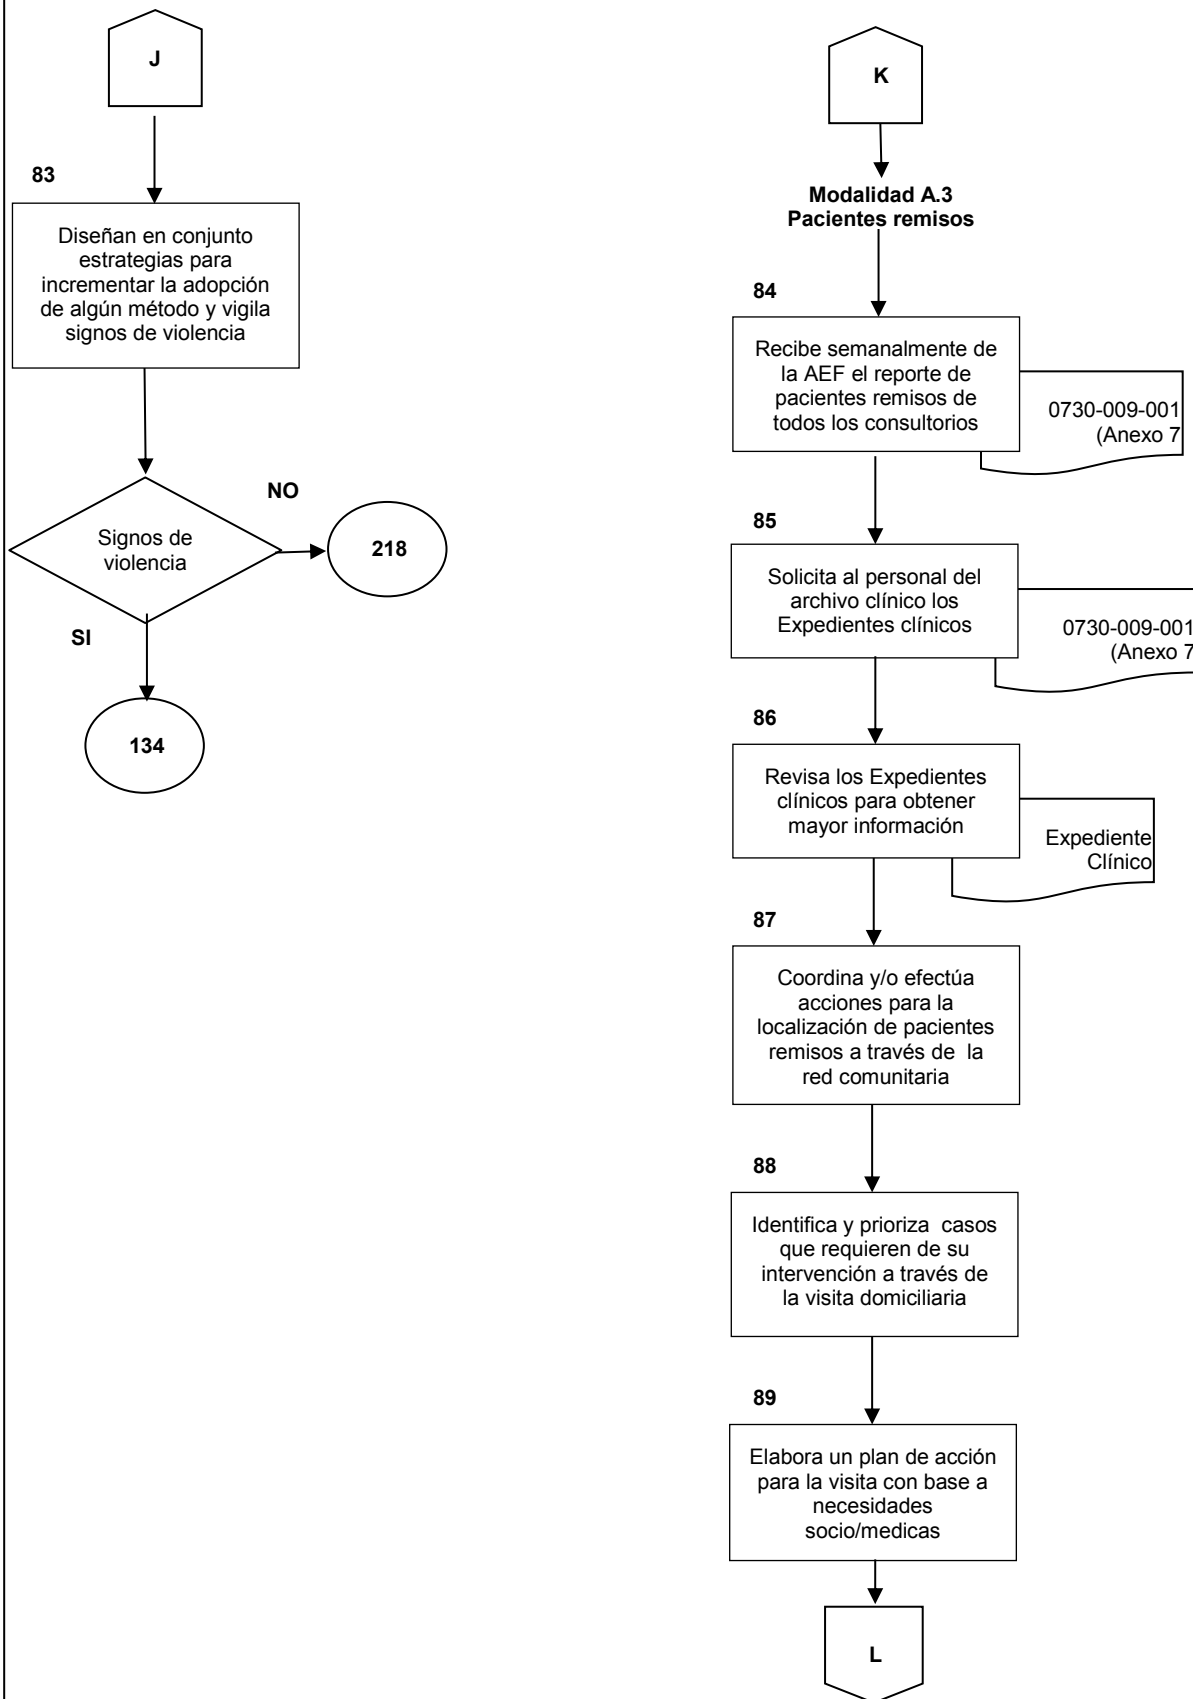 J
83
Diseñan en conjunto
estrategias para
incrementar la adopción
de algún método y vigila
signos de violencia
Signos de
violencia
NO
218
SI
134
K
Modalidad A.3
Pacientes remisos
84
Recibe semanalmente de
la AEF el reporte de
pacientes remisos de
todos los consultorios
0730-009-001
(Anexo 7
85
Solicita al personal del
archivo clínico los
Expedientes clínicos
0730-009-001
(Anexo 7
86
Revisa los Expedientes
clínicos para obtener
mayor información
Expediente
Clínico
87
Coordina y/o efectúa
acciones para la
localización de pacientes
remisos a través de la
red comunitaria
88
Identifica y prioriza casos
que requieren de su
intervención a través de
la visita domiciliaria
89
Elabora un plan de acción
para la visita con base a
necesidades
socio/medicas
L